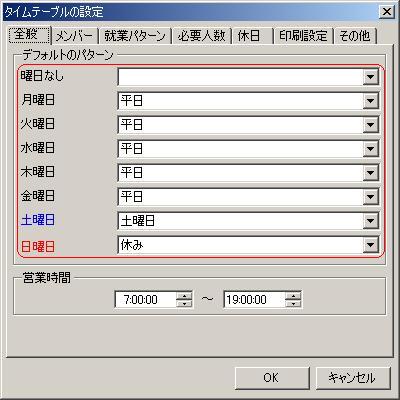 タイムテーブルの設定
全般 メンバー 就業パターン 必要人数 休日 印刷設定 その他
デフォルトのパターン
曜日なし
月曜日 平日
火曜日 平日
水曜日 平日
木曜日 平日
金曜日 平日
土曜日 土曜日
日曜日 休み
営業時間
7:00:00 ～ 19:00:00
OK キャンセル